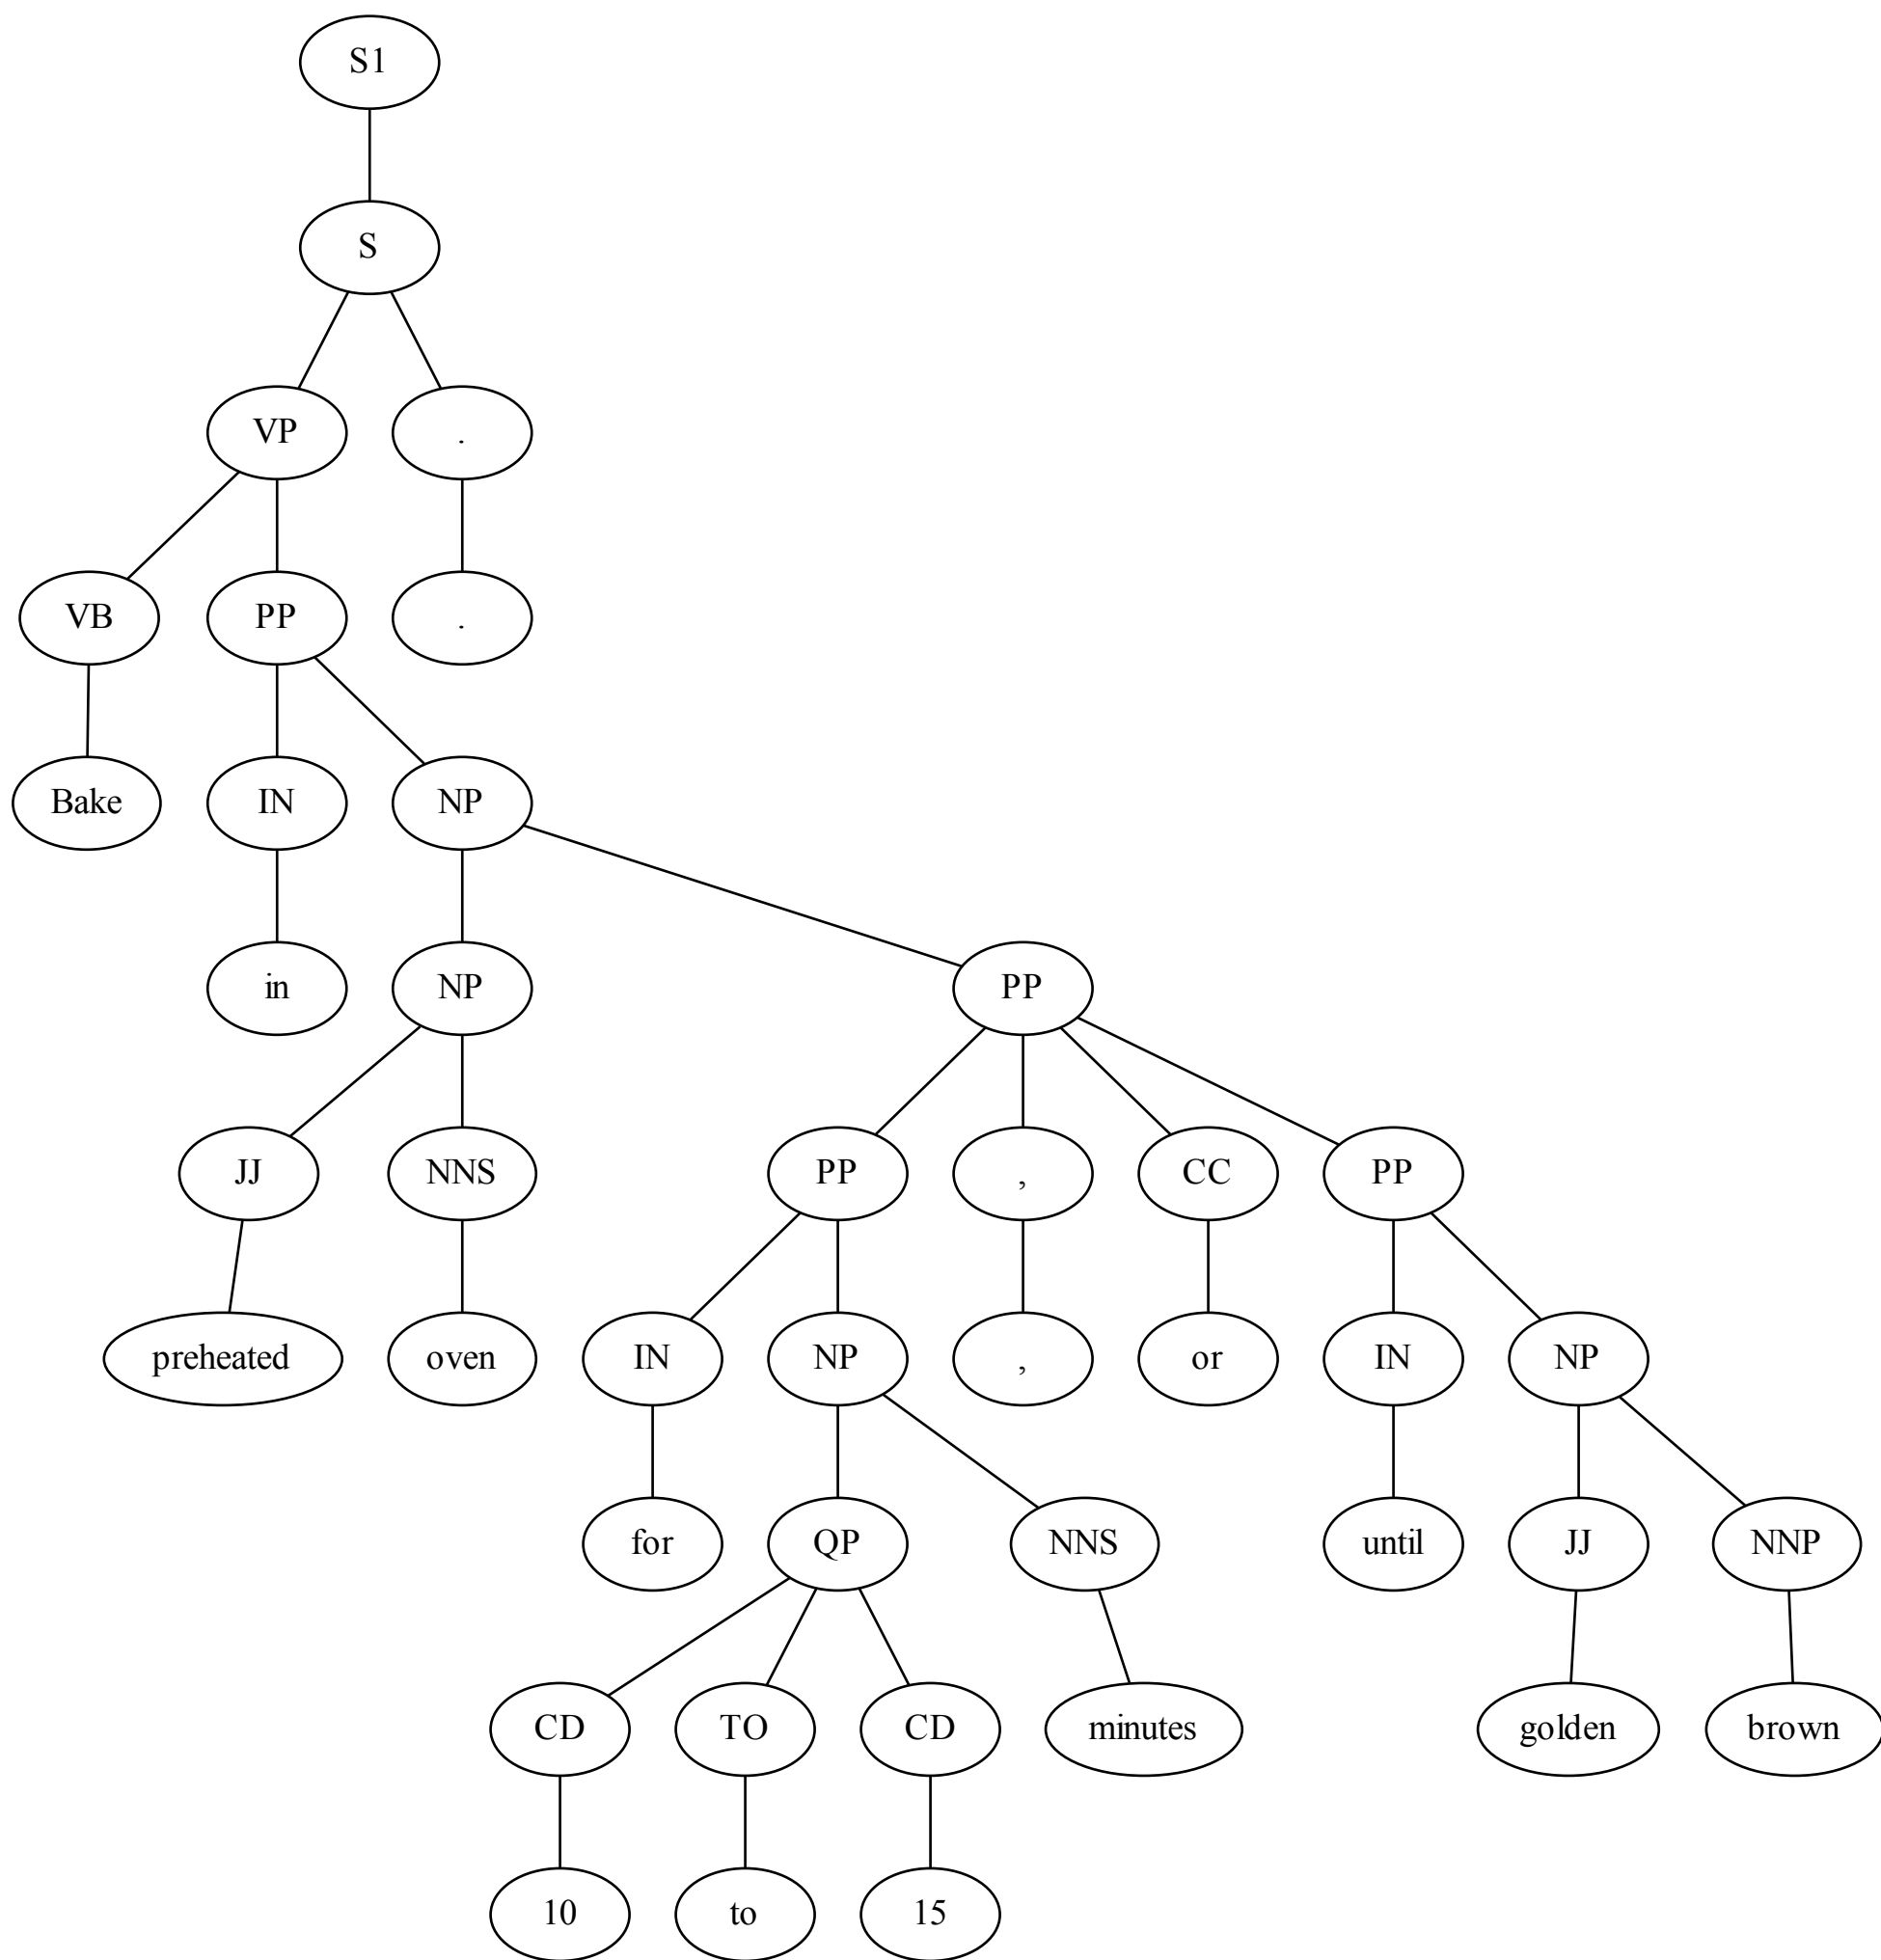 S1
S
VP .
VB PP .
Bake IN NP
in NP PP
JJ NNS PP , CC PP
preheated oven IN NP , or IN NP
for QP NNS until JJ NNP
CD TO CD minutes golden brown
10 to 15